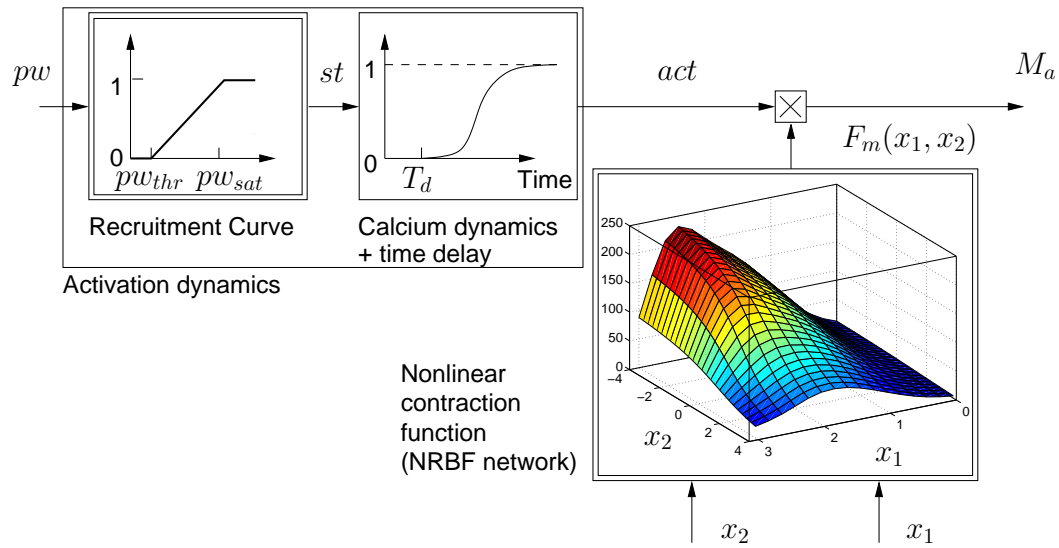 pw
1
0
pw_thr
pw_sat
Recruitment Curve
Activation dynamics
st
1
0
T_d
Time
Calcium dynamics
+ time delay
act
M_a
F_m(x_1, x_2)
250
200
150
100
50
0
−4
−2
0
2
4
x_2
3
2
1
0
x_1
Nonlinear
contraction
function
(NRBF network)
x_2
x_1